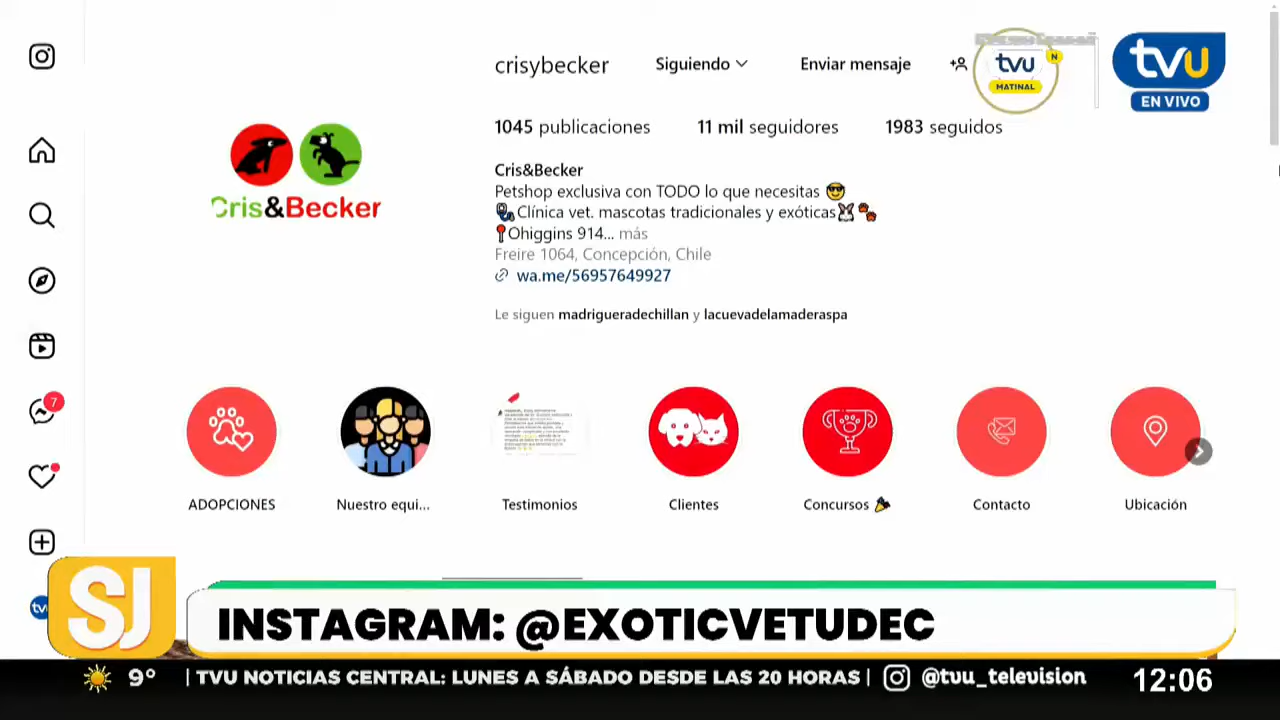 crisybecker
Siguiendo
Enviar mensaje
tvu
N
MATINAL
tvu
EN VIVO
1045 publicaciones
11 mil seguidores
1983 seguidos
Cris&Becker
Cris&Becker
Petshop exclusiva con TODO lo que necesitas 😎
Clínica vet. mascotas tradicionales y exóticas🐰🐾
📍Ohiggins 914... más
Freire 1064, Concepción, Chile
wa.me/56957649927
Le siguen madrigueradechillan y lacuevadelamaderaspa
7
ADOPCIONES
Nuestro equi...
Testimonios
Clientes
Concursos 🎉
Contacto
Ubicación
tvu
SJ
INSTAGRAM: @EXOTICVETUDEC
9° | TVU NOTICIAS CENTRAL: LUNES A SÁBADO DESDE LAS 20 HORAS | @tvu_television
12:06